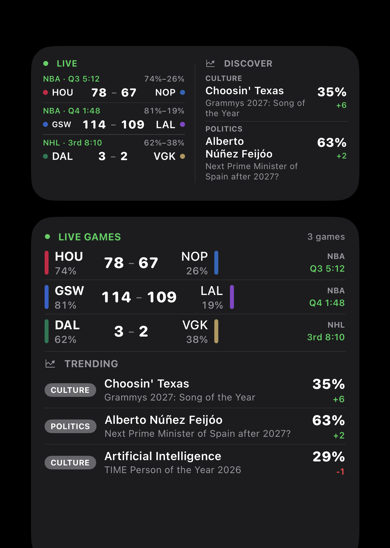 LIVE
NBA · Q3 5:12 74%–26%
HOU 78 – 67 NOP
NBA · Q4 1:48 81%–19%
GSW 114 – 109 LAL
NHL · 3rd 8:10 62%–38%
DAL 3 – 2 VGK
DISCOVER
CULTURE
Choosin' Texas 35%
Grammys 2027: Song of +6
the Year
POLITICS
Alberto 63%
Núñez Feijóo +2
Next Prime Minister of
Spain after 2027?
LIVE GAMES 3 games
HOU 78 – 67 NOP NBA
74% 26% Q3 5:12
GSW 114 – 109 LAL NBA
81% 19% Q4 1:48
DAL 3 – 2 VGK NHL
62% 38% 3rd 8:10
TRENDING
CULTURE Choosin' Texas 35%
Grammys 2027: Song of the Year +6
POLITICS Alberto Núñez Feijóo 63%
Next Prime Minister of Spain after 2027? +2
CULTURE Artificial Intelligence 29%
TIME Person of the Year 2026 -1